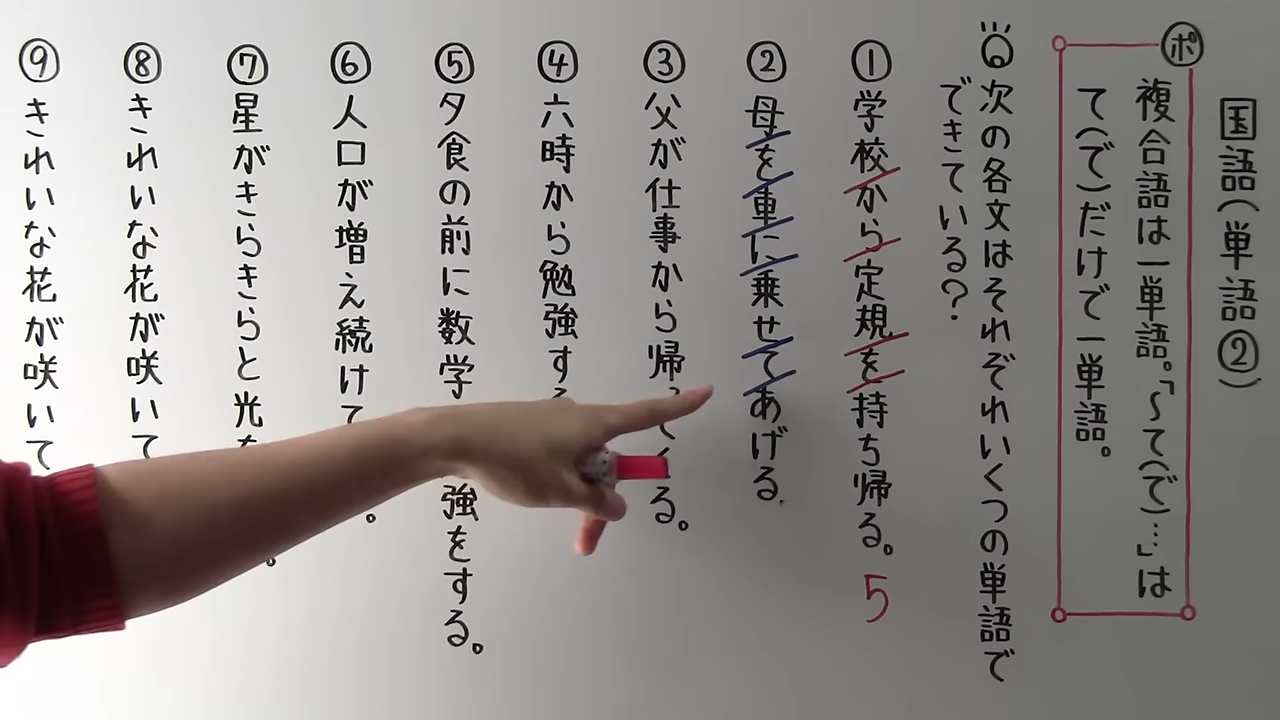 国語(単語②)
ポ
複合語は一単語。「〜て(で)…」は
て(で)だけで一単語。
次の各文はそれぞれいくつの単語で
できている？
①学校から定規を持ち帰る。5
②母を車に乗せてあげる
③父が仕事から帰ってくる。
④六時から勉強する
⑤夕食の前に数学
強をする。
⑥人口が増え続けて
⑦星がきらきらと光
⑧きれいな花が咲いて
⑨きれいな花が咲いて